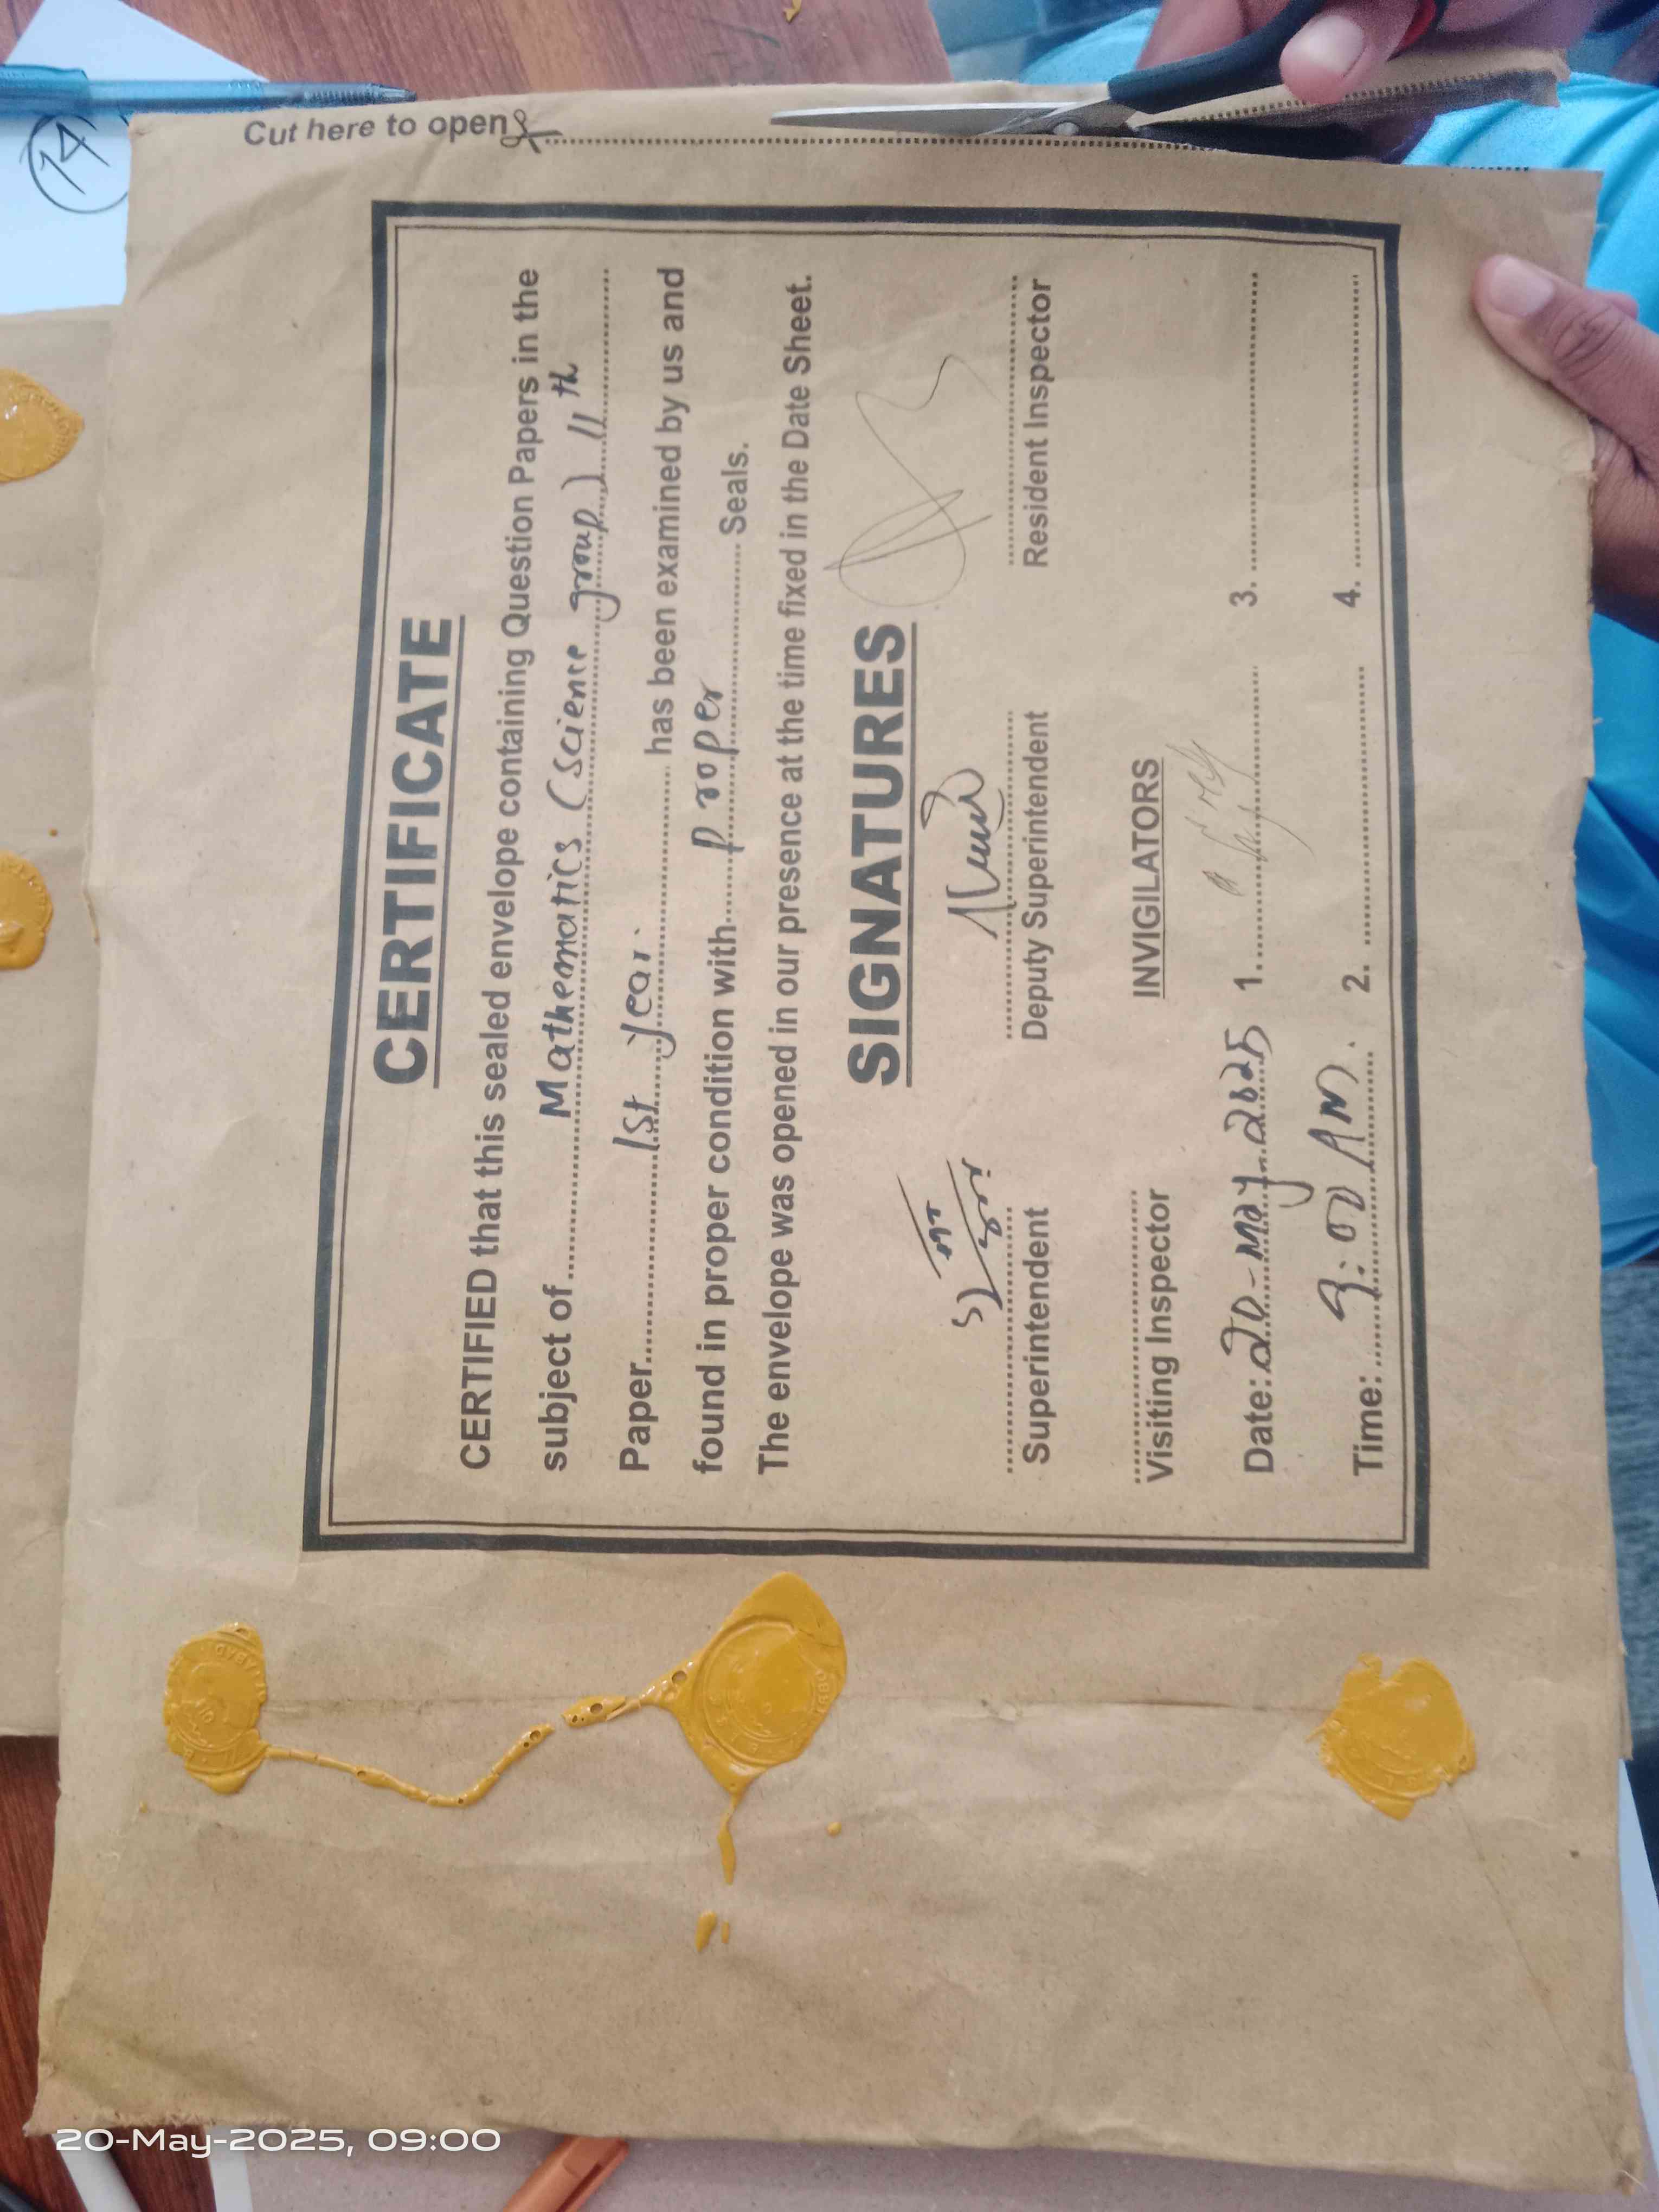 Cut here to open
CERTIFICATE
CERTIFIED that this sealed envelope containing Question Papers in the
subject of Mathematics (Science group) 11th
Paper 1st year. has been examined by us and
found in proper condition with proper Seals.
The envelope was opened in our presence at the time fixed in the Date Sheet.
SIGNATURES
Superintendent Deputy Superintendent Resident Inspector
Visiting Inspector INVIGILATORS
Date: 20-May-2025 1. 3.
Time: 9:00 AM. 2. 4.
14
20-May-2025, 09:00